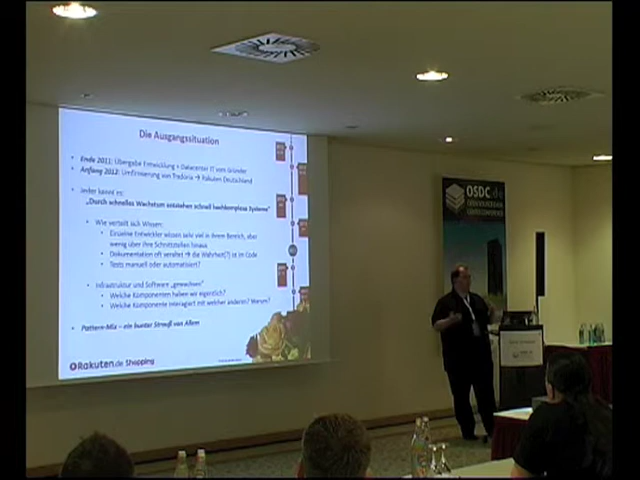 Die Ausgangssituation
Ende 2011: Übergabe Entwicklung + Datacenter IT vom Gründer
Anfang 2012: Umfirmierung von Tradoria → Rakuten Deutschland
Jeder kennt es:
„Durch schnelles Wachstum entstehen schnell hochkomplexe Systeme"
Wie verteilt sich Wissen:
Einzelne Entwickler wissen sehr viel in ihrem Bereich, aber
wenig über ihre Schnittstellen hinaus
Dokumentation oft veraltet → die Wahrheit(?) ist im Code
Tests manuell oder automatisiert?
Infrastruktur und Software „gewachsen"
Welche Komponenten haben wir eigentlich?
Welche Komponente interagiert mit welcher anderen? Warum?
Pattern-Mix – ein bunter Strauß von Allem
Rakuten.de Shopping
OSDC.de